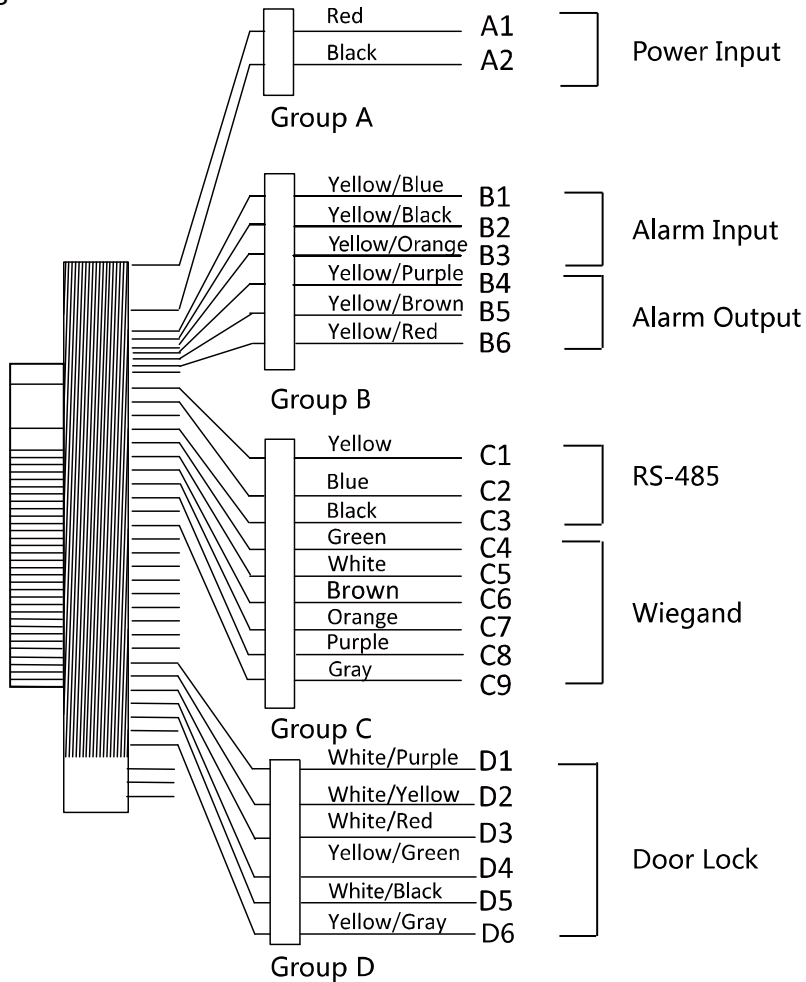 Red A1
Power Input
Black A2
Group A
Yellow/Blue B1
Yellow/Black B2
Alarm Input
Yellow/Orange B3
Yellow/Purple B4
Yellow/Brown B5
Alarm Output
Yellow/Red B6
Group B
Yellow C1
RS-485
Blue C2
Black C3
Green C4
White C5
Brown C6
Wiegand
Orange C7
Purple C8
Gray C9
Group C
White/Purple D1
White/Yellow D2
White/Red D3
Yellow/Green D4
Door Lock
White/Black D5
Yellow/Gray D6
Group D